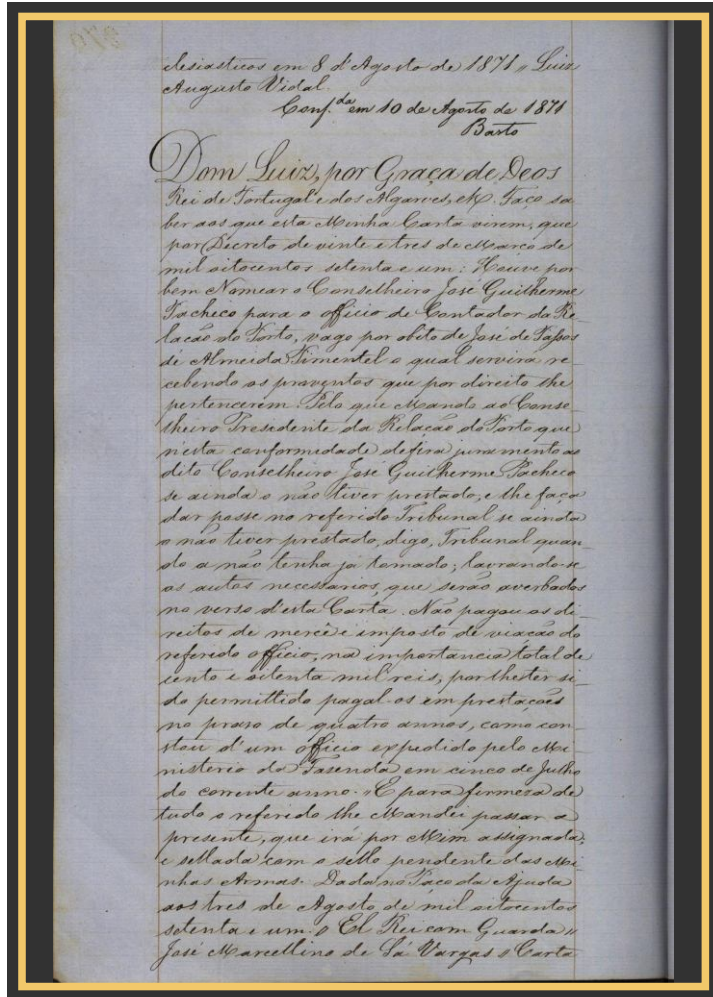 clesiasticos em 8 d'Agosto de 1871 〃 Luiz
Augusto Vidal.
Conf.da em 10 de Agosto de 1871
Basto
Dom Luiz, por Graça de Deos
Rei de Portugal e dos Algarves, etc. Faço sa
ber aos que esta Minha Carta virem, que
por Decreto de vinte e tres de Março de
mil oitocentos setenta e um: Houve por
bem Nomear o Conselheiro José Guilherme
Pacheco para o officio de Contador da Re-
lacão do Porto, vago por obito de José de Passos
de Almeida Pimentel o qual servirá re-
cebendo os proventos que por direito lhe
pertencerem. Pelo que Mando ao Conse-
lheiro Presidente da Relacão do Porto que
n'esta conformidade defira juramento ao
dito Conselheiro José Guilherme Pacheco
se ainda o não tiver prestado, e lhe faça
dar posse no referido Tribunal se ainda
o não tiver prestado, digo, Tribunal quan-
do a não tenha já tomado; lavrando-se
os autos necessarios, que serão averbados
no verso d'esta Carta. Não pagou os di-
reitos de mercê e imposto de viacão do
referido officio, na importancia total de
cento e oitenta mil reis, por lhe ter si-
do permittido pagal-os em prestacões
no praso de quatro annos, como con-
stou d'um officio expedido pelo Mi-
nisterio da Fasenda em cinco de Julho
do corrente anno. 〃 E para firmesa de
tudo o referido lhe Mandei passar a
presente, que irá por Mim assignada,
e sellada com o sello pendente das Mi-
nhas Armas. Dada no Paço da Ajuda
aos tres de Agosto de mil oitocentos
setenta e um. 〃 El Rei com Guarda 〃
José Marcellino de Sá Vargas 〃 Carta